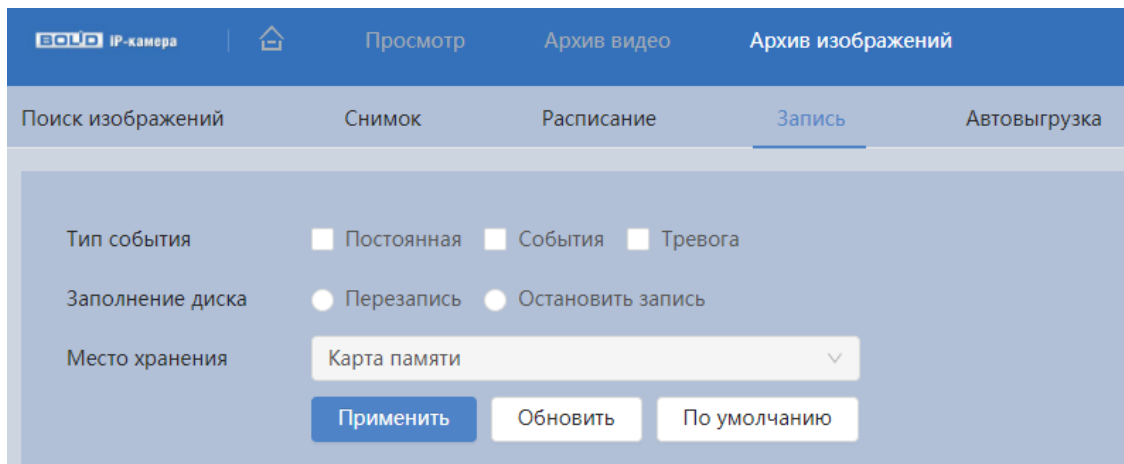 BOLID IP-камера Просмотр Архив видео Архив изображений
Поиск изображений Снимок Расписание Запись Автовыгрузка
Тип события Постоянная События Тревога
Заполнение диска Перезапись Остановить запись
Место хранения Карта памяти
Применить Обновить По умолчанию